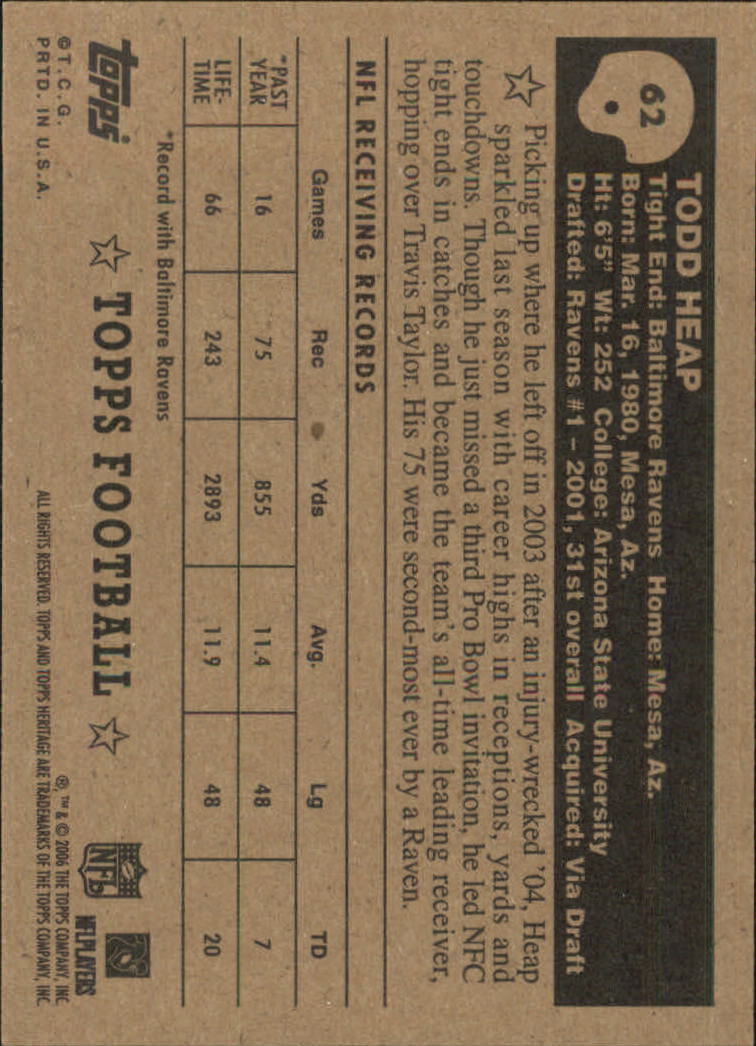 62
TODD HEAP
Tight End: Baltimore Ravens Home: Mesa, Az.
Born: Mar. 16, 1980, Mesa, Az.
Ht: 6'5" Wt: 252 College: Arizona State University
Drafted: Ravens #1 - 2001, 31st overall Acquired: Via Draft
Picking up where he left off in 2003 after an injury-wrecked '04, Heap
sparkled last season with career highs in receptions, yards and
touchdowns. Though he just missed a third Pro Bowl invitation, he led NFC
tight ends in catches and became the team's all-time leading receiver,
hopping over Travis Taylor. His 75 were second-most ever by a Raven.
NFL RECEIVING RECORDS
Games Rec Yds Avg. Lg TD
*PAST
YEAR 16 75 855 11.4 48 7
LIFE-
TIME 66 243 2893 11.9 48 20
*Record with Baltimore Ravens
topps
TOPPS FOOTBALL
NFL
NFLPLAYERS
©T.C.G.
PRTD. IN U.S.A.
®, ™ & © 2006 THE TOPPS COMPANY, INC
ALL RIGHTS RESERVED. TOPPS AND TOPPS HERITAGE ARE TRADEMARKS OF THE TOPPS COMPANY, INC